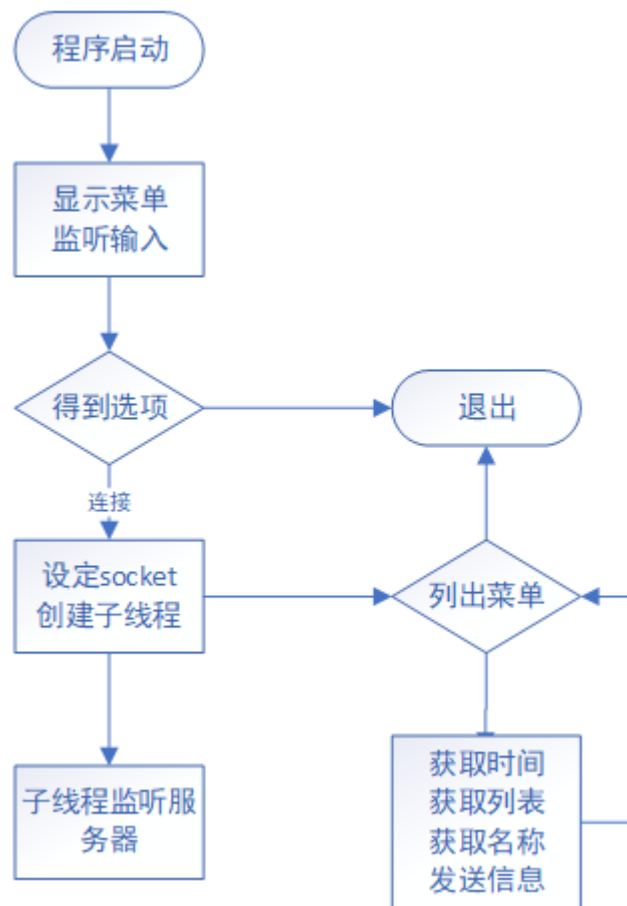 程序启动
显示菜单
监听输入
得到选项
退出
连接
设定socket
创建子线程
列出菜单
子线程监听服
务器
获取时间
获取列表
获取名称
发送信息